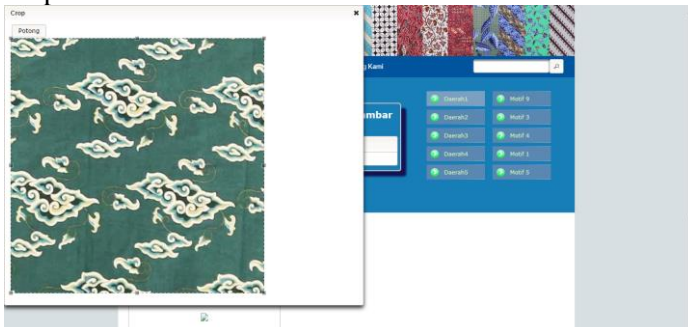 Crop
Potong
g Kami
mbar
Daerah1
Motif 9
Daerah2
Motif 3
Daerah3
Motif 4
Daerah4
Motif 1
Daerah5
Motif 5